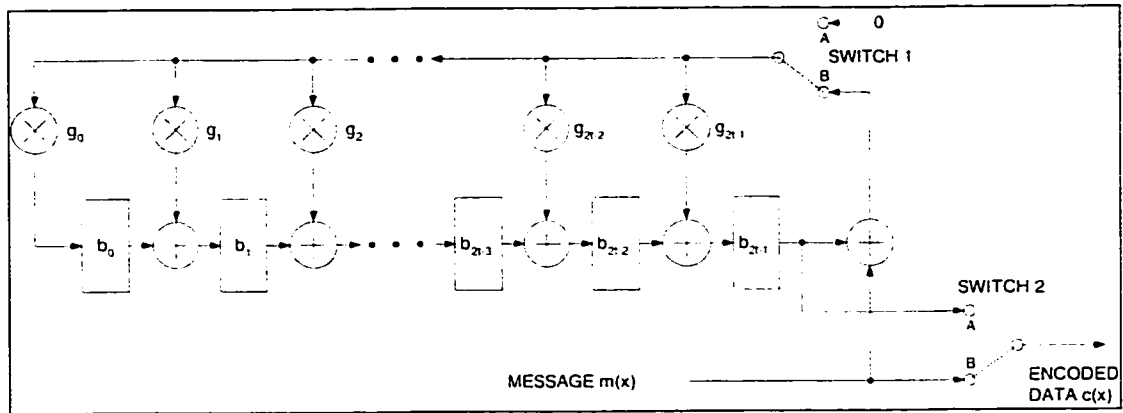 0
A
SWITCH 1
B
g0 g1 g2 g2t-2 g2t-1
b0 b1 b2t-3 b2t-2 b2t-1
SWITCH 2
A
B
MESSAGE m(x)
ENCODED
DATA c(x)